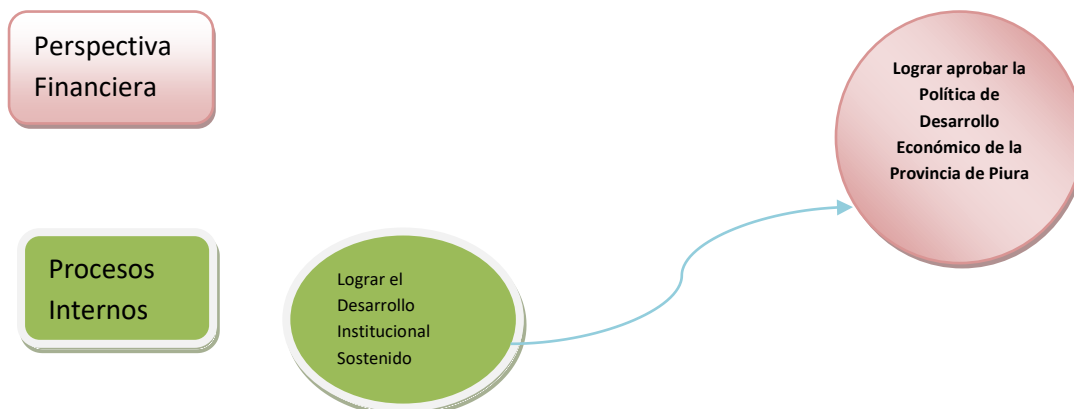 Perspectiva
Financiera
Lograr aprobar la
Política de
Desarrollo
Económico de la
Provincia de Piura
Procesos
Internos
Lograr el
Desarrollo
Institucional
Sostenido